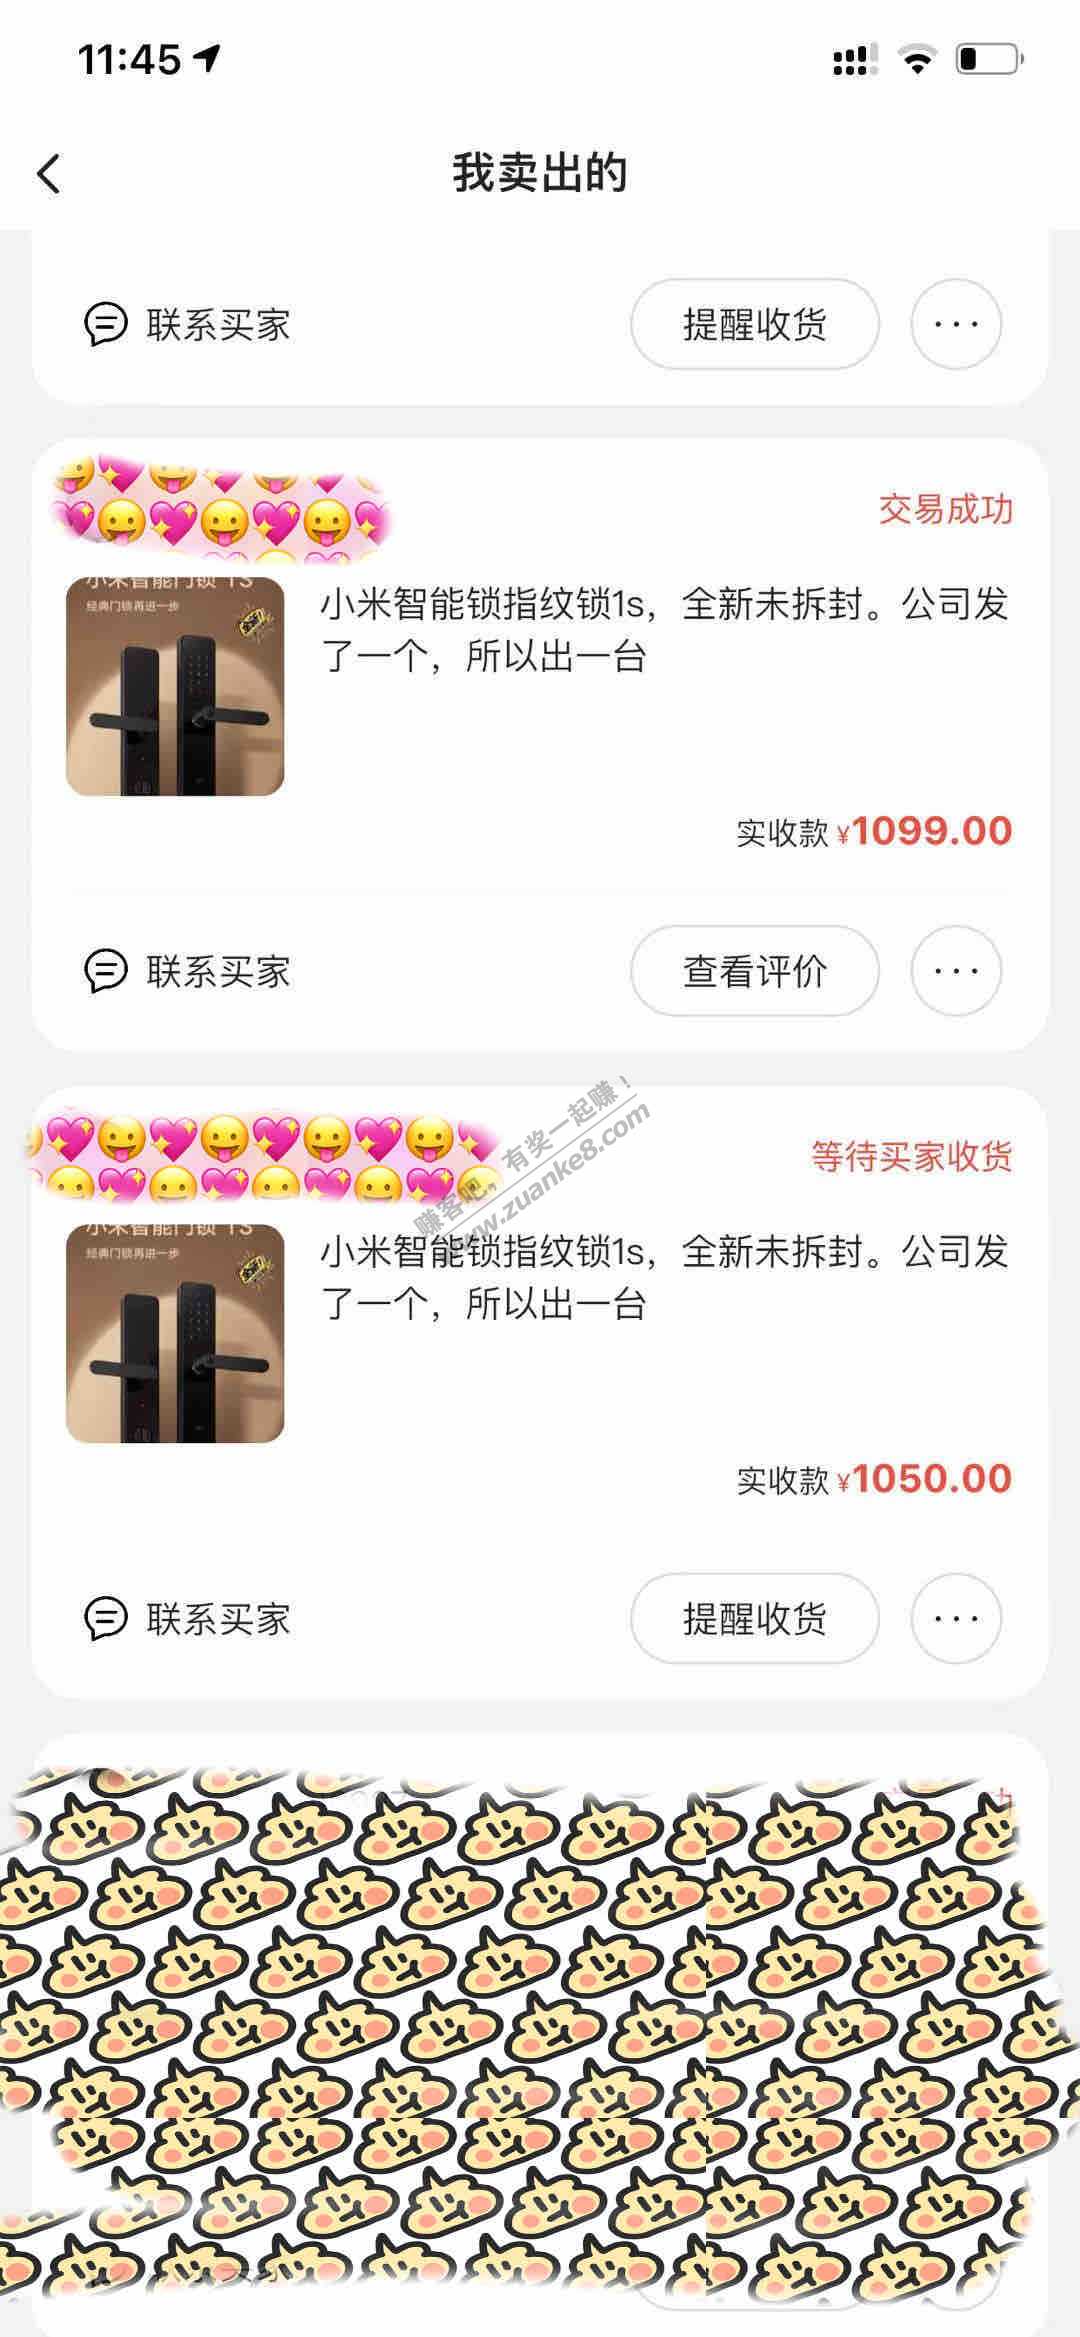 11:45
我卖出的
联系买家
提醒收货
交易成功
小米智能门锁 1S
经典门锁再进一步
小米智能锁指纹锁1s，全新未拆封。公司发
了一个，所以出一台
实收款 ¥1099.00
联系买家
查看评价
等待买家收货
小米智能门锁 1S
经典门锁再进一步
小米智能锁指纹锁1s，全新未拆封。公司发
了一个，所以出一台
实收款 ¥1050.00
联系买家
提醒收货
赚客吧，有奖一起赚！
www.zuanke8.com